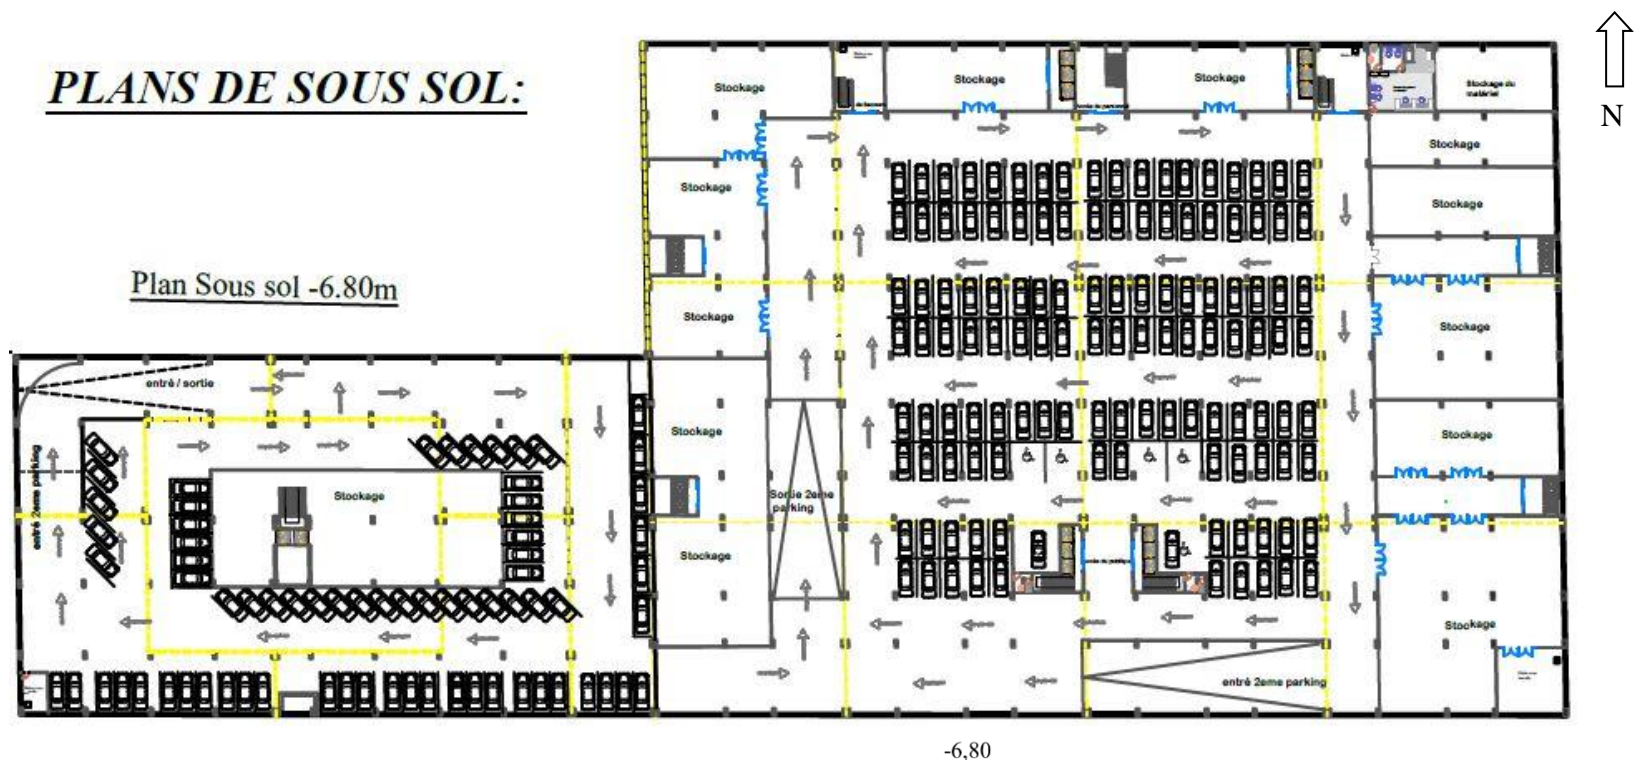 PLANS DE SOUS SOL:
N
Stockage
Stockage
Stockage
Stockage du
matériel
Stockage
Stockage
Stockage
Plan Sous sol -6.80m
Stockage
Stockage
entré / sortie
Stockage
Stockage
entré 2eme parking
Stockage
Sortie 2eme
parking
Stockage
Stockage
entré 2eme parking
-6,80